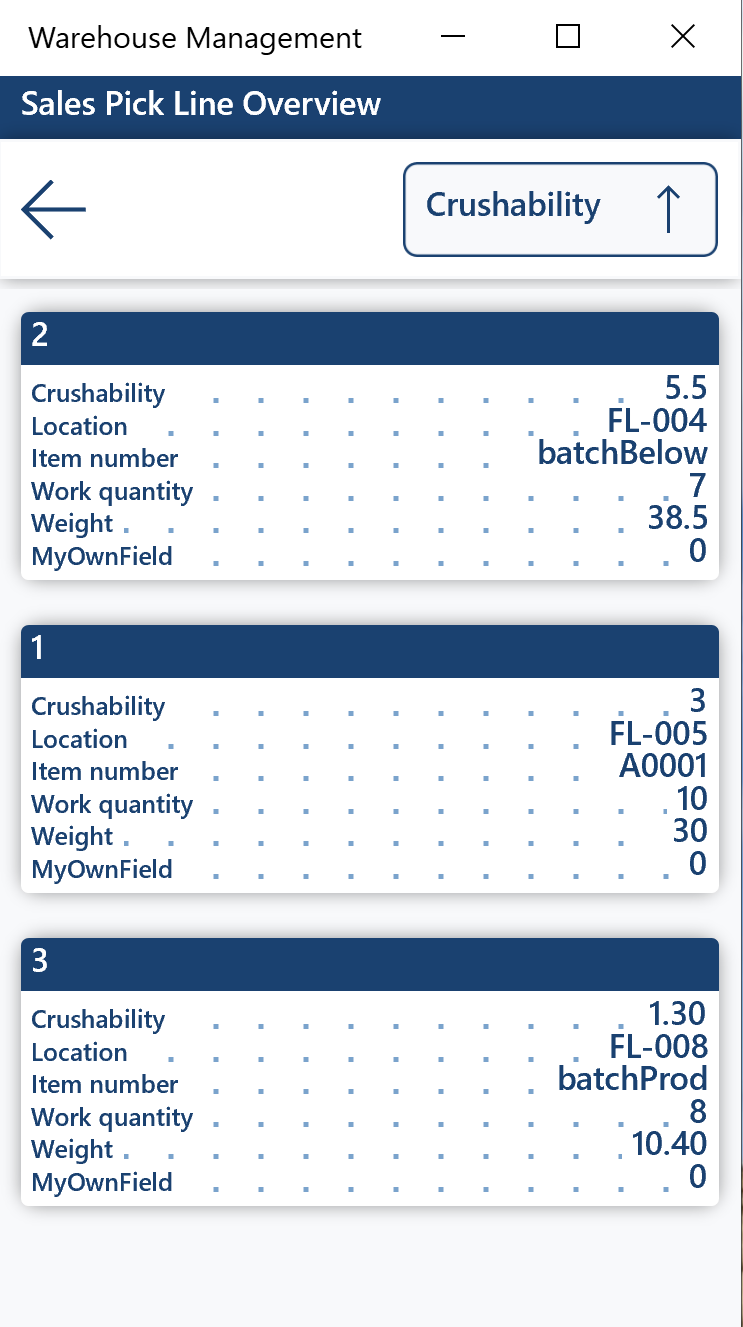 Warehouse Management
Sales Pick Line Overview
Crushability
2
Crushability 5.5
Location FL-004
Item number batchBelow
Work quantity 7
Weight 38.5
MyOwnField 0
1
Crushability 3
Location FL-005
Item number A0001
Work quantity 10
Weight 30
MyOwnField 0
3
Crushability 1.30
Location FL-008
Item number batchProd
Work quantity 8
Weight 10.40
MyOwnField 0